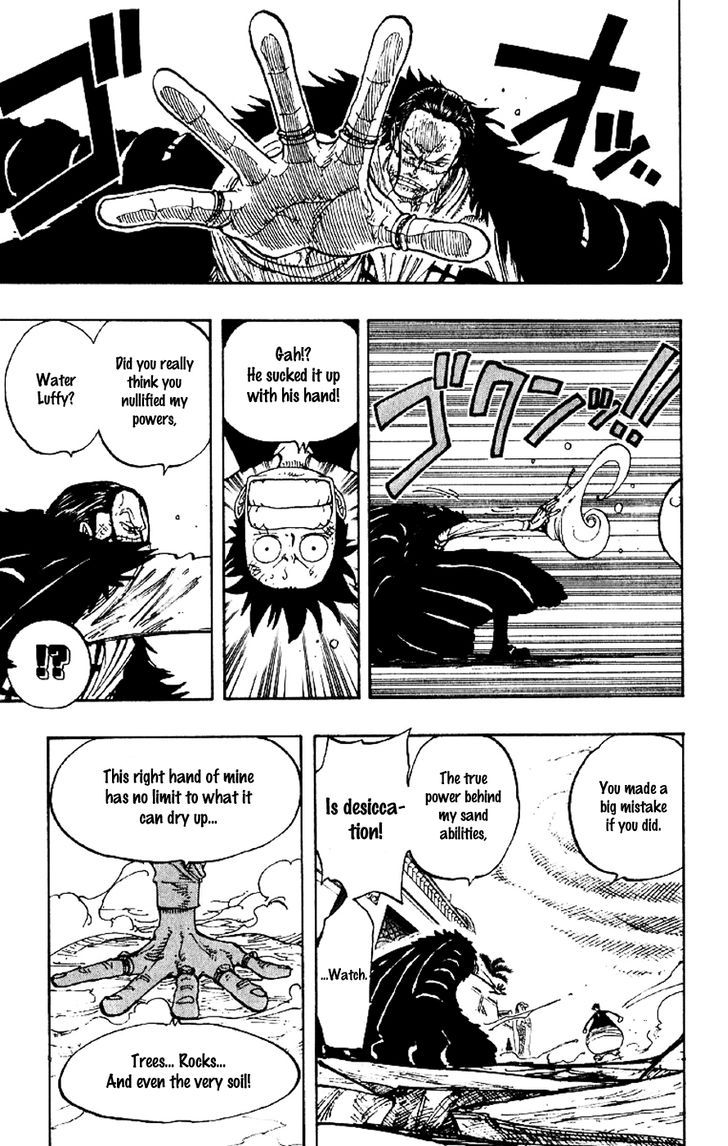 オッ
ゴ
ゴクンッ!!
Gah!?
He sucked it up
with his hand!
Did you really
think you
nullified my
powers,
Water
Luffy?
!?
You made a
big mistake
if you did.
The true
power behind
my sand
abilities,
Is desicca-
tion!
...Watch.
This right hand of mine
has no limit to what it
can dry up...
Trees... Rocks...
And even the very soil!